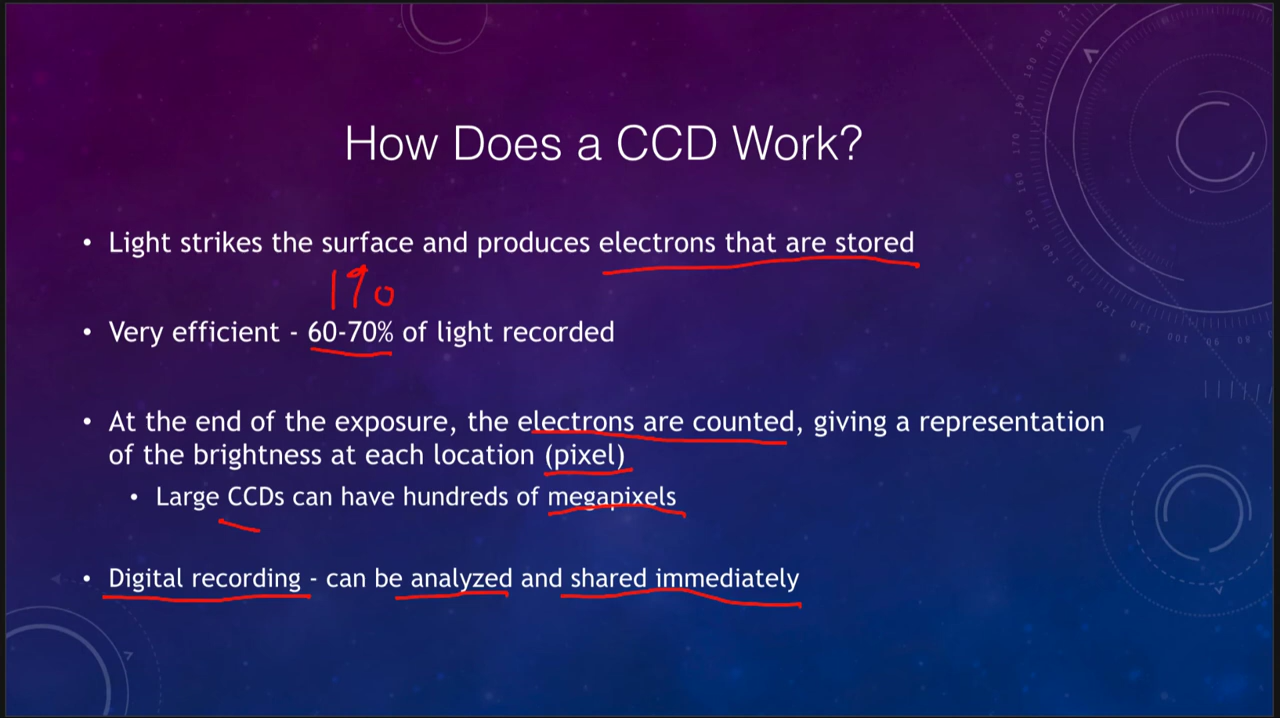 How Does a CCD Work?
• Light strikes the surface and produces electrons that are stored
1%
• Very efficient - 60-70% of light recorded
• At the end of the exposure, the electrons are counted, giving a representation
of the brightness at each location (pixel)
• Large CCDs can have hundreds of megapixels
• Digital recording - can be analyzed and shared immediately